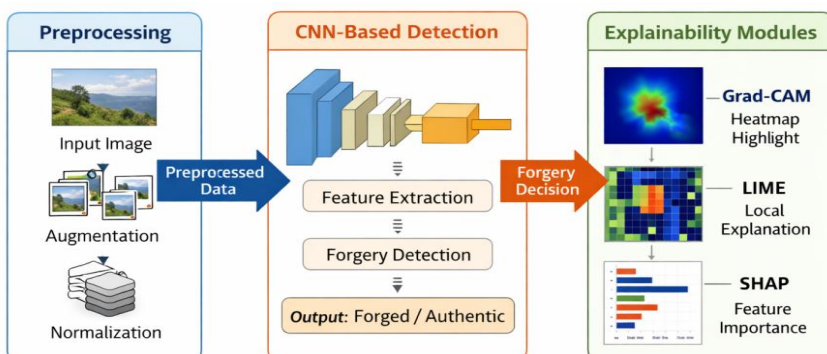 Preprocessing
Input Image
Augmentation
Normalization
Preprocessed
Data
CNN-Based Detection
Feature Extraction
Forgery Detection
Output: Forged / Authentic
Forgery
Decision
Explainability Modules
Grad-CAM
Heatmap
Highlight
LIME
Local
Explanation
SHAP
Feature
Importance